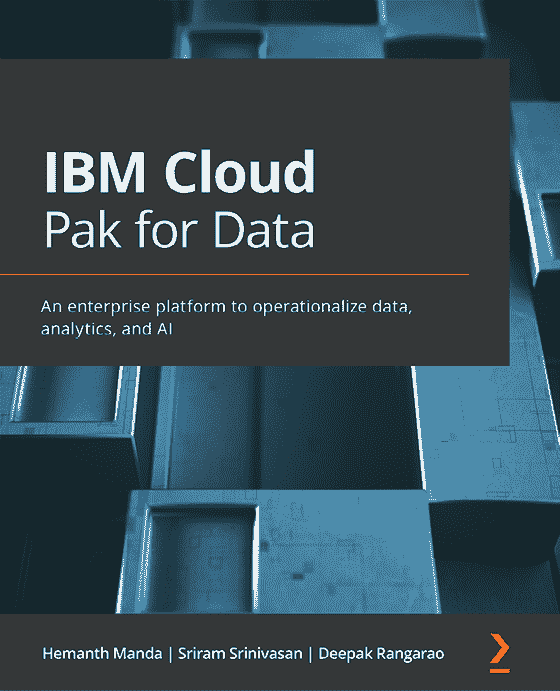 IBM Cloud
Pak for Data
An enterprise platform to operationalize data,
analytics, and AI
Hemanth Manda | Sriram Srinivasan | Deepak Rangarao